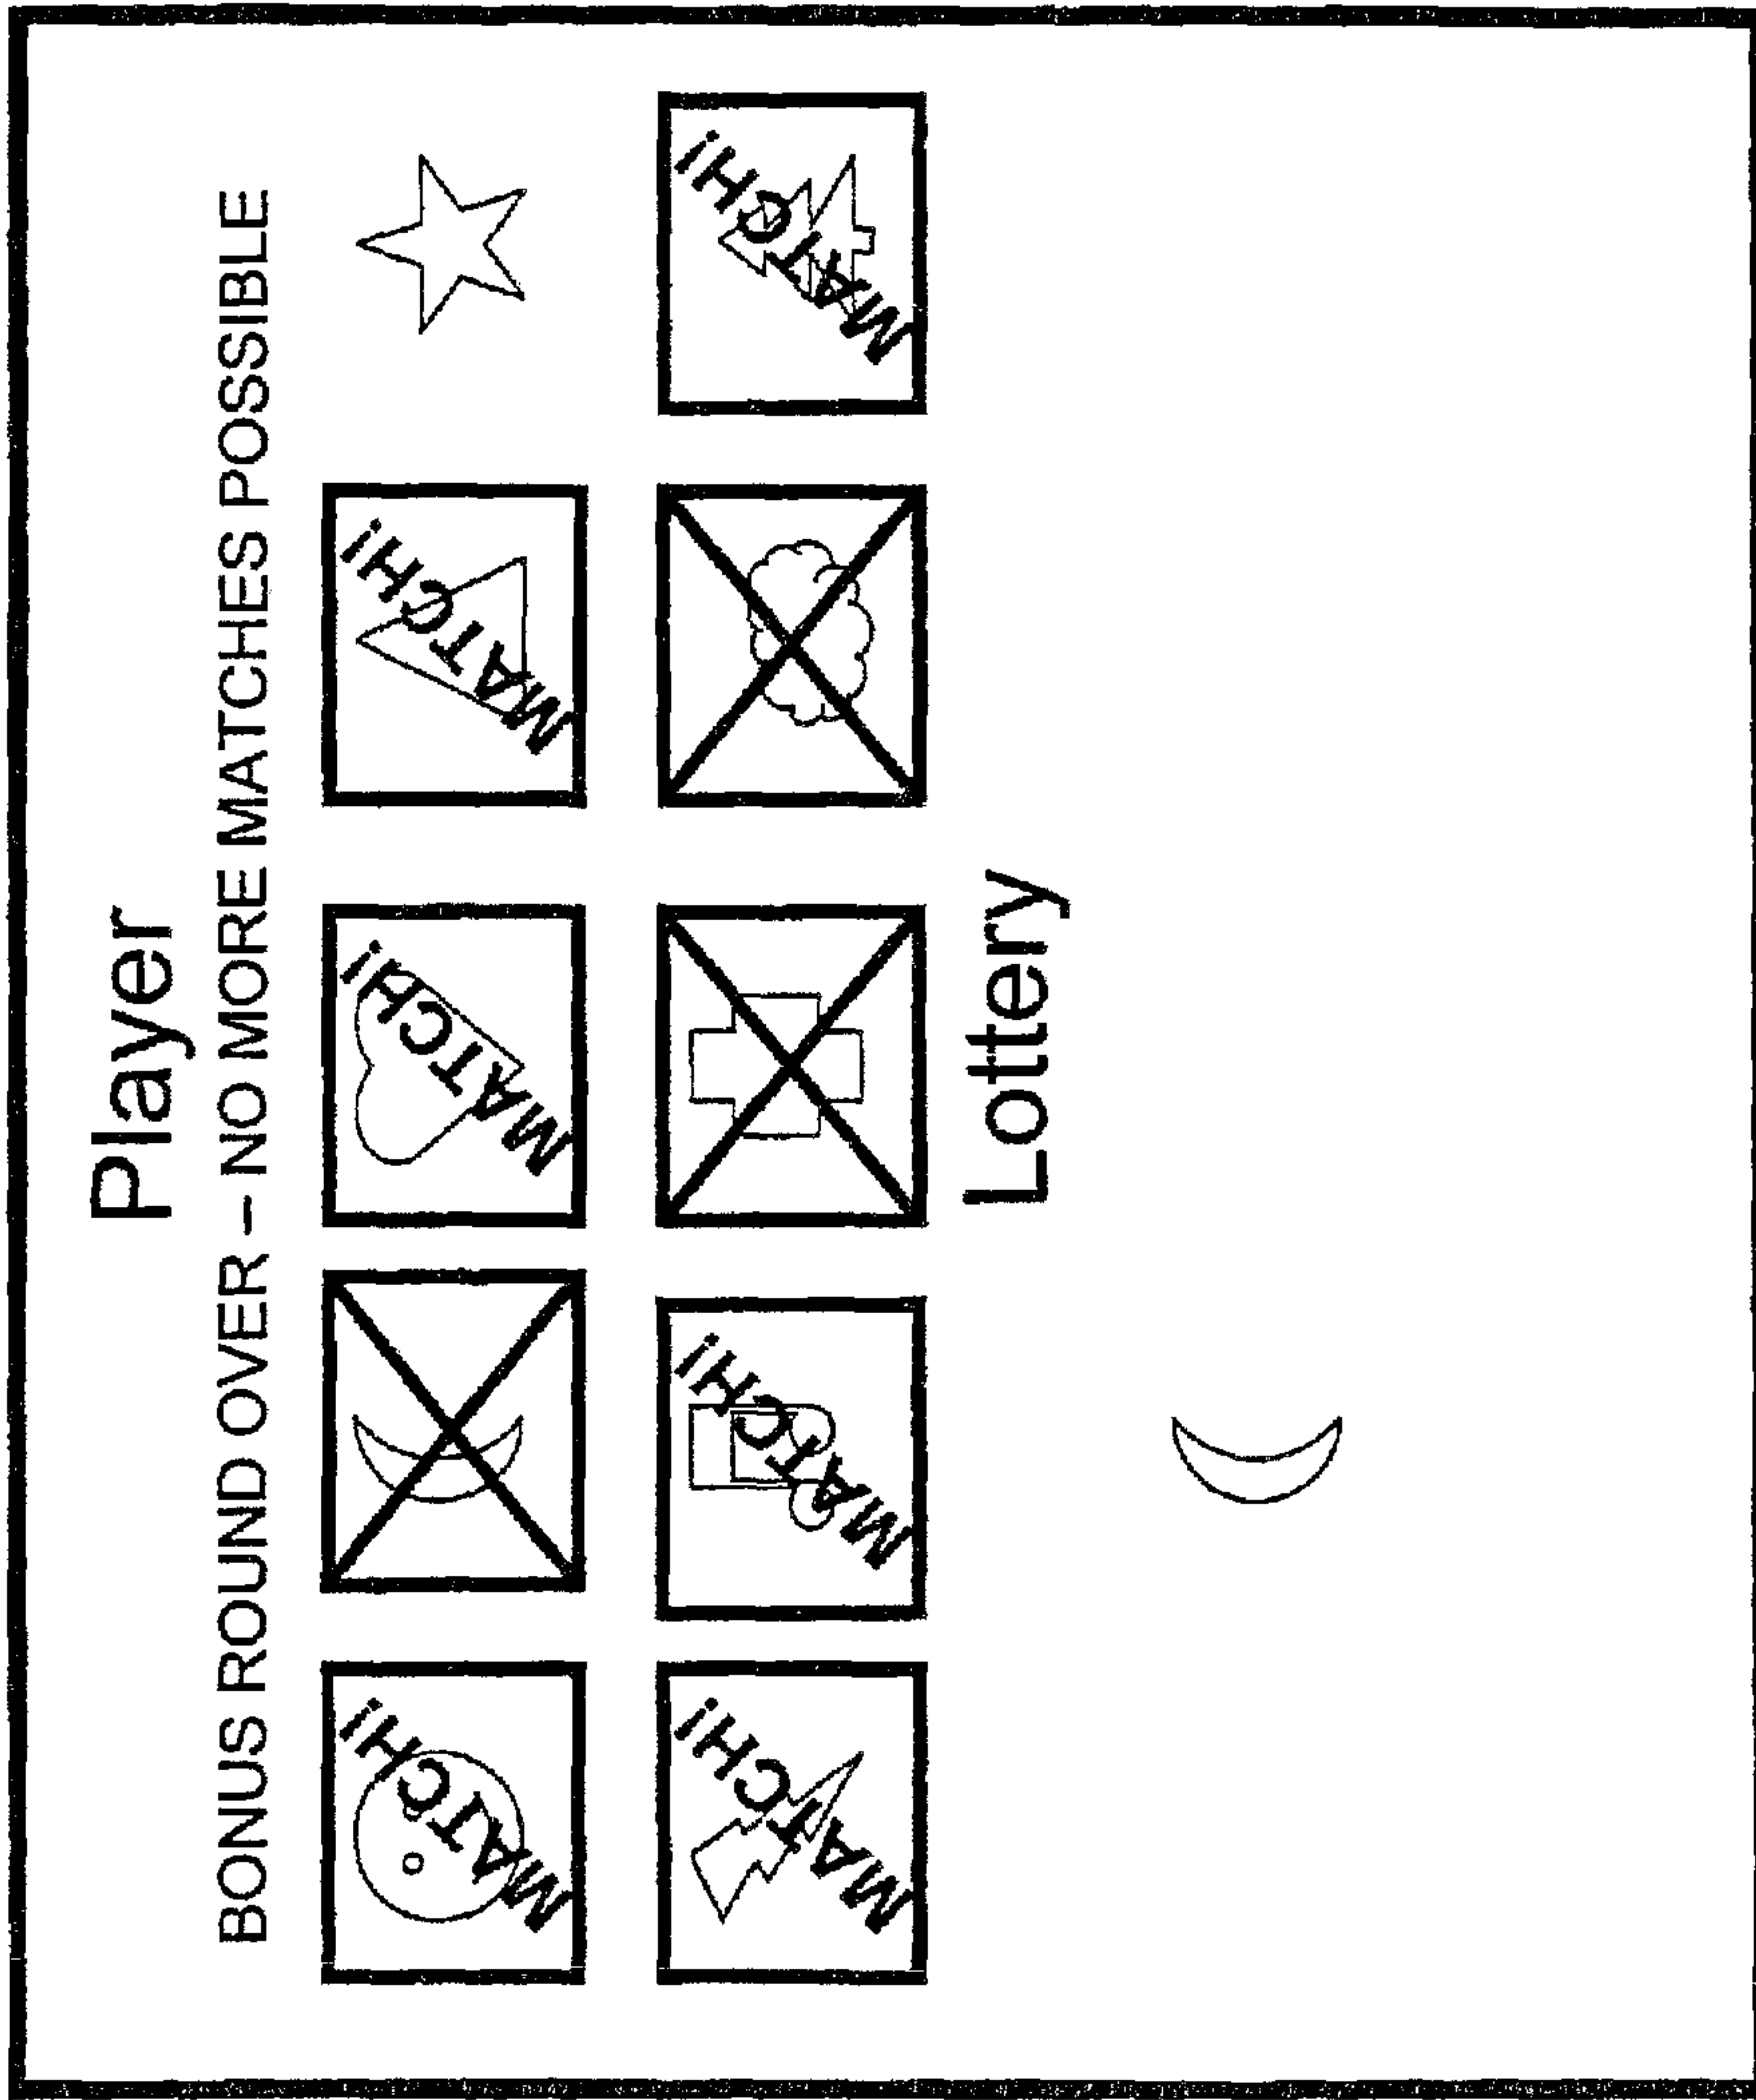 Player
BONUS ROUND OVER – NO MORE MATCHES POSSIBLE
MATCH!
MATCH!
MATCH!
MATCH!
MATCH!
MATCH!
Lottery